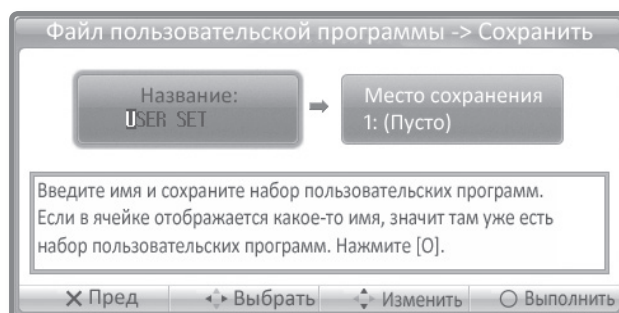 Файл пользовательской программы -> Сохранить
Название:
USER SET
Место сохранения
1: (Пусто)
Введите имя и сохраните набор пользовательских программ.
Если в ячейке отображается какое-то имя, значит там уже есть
набор пользовательских программ. Нажмите [O].
Пред
Выбрать
Изменить
Выполнить